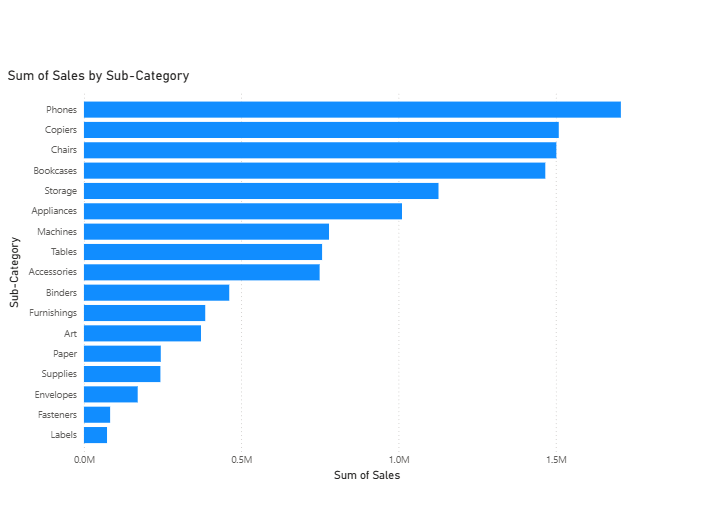 Sum of Sales by Sub-Category
Sub-Category
Phones
Copiers
Chairs
Bookcases
Storage
Appliances
Machines
Tables
Accessories
Binders
Furnishings
Art
Paper
Supplies
Envelopes
Fasteners
Labels
0.0M 0.5M 1.0M 1.5M
Sum of Sales